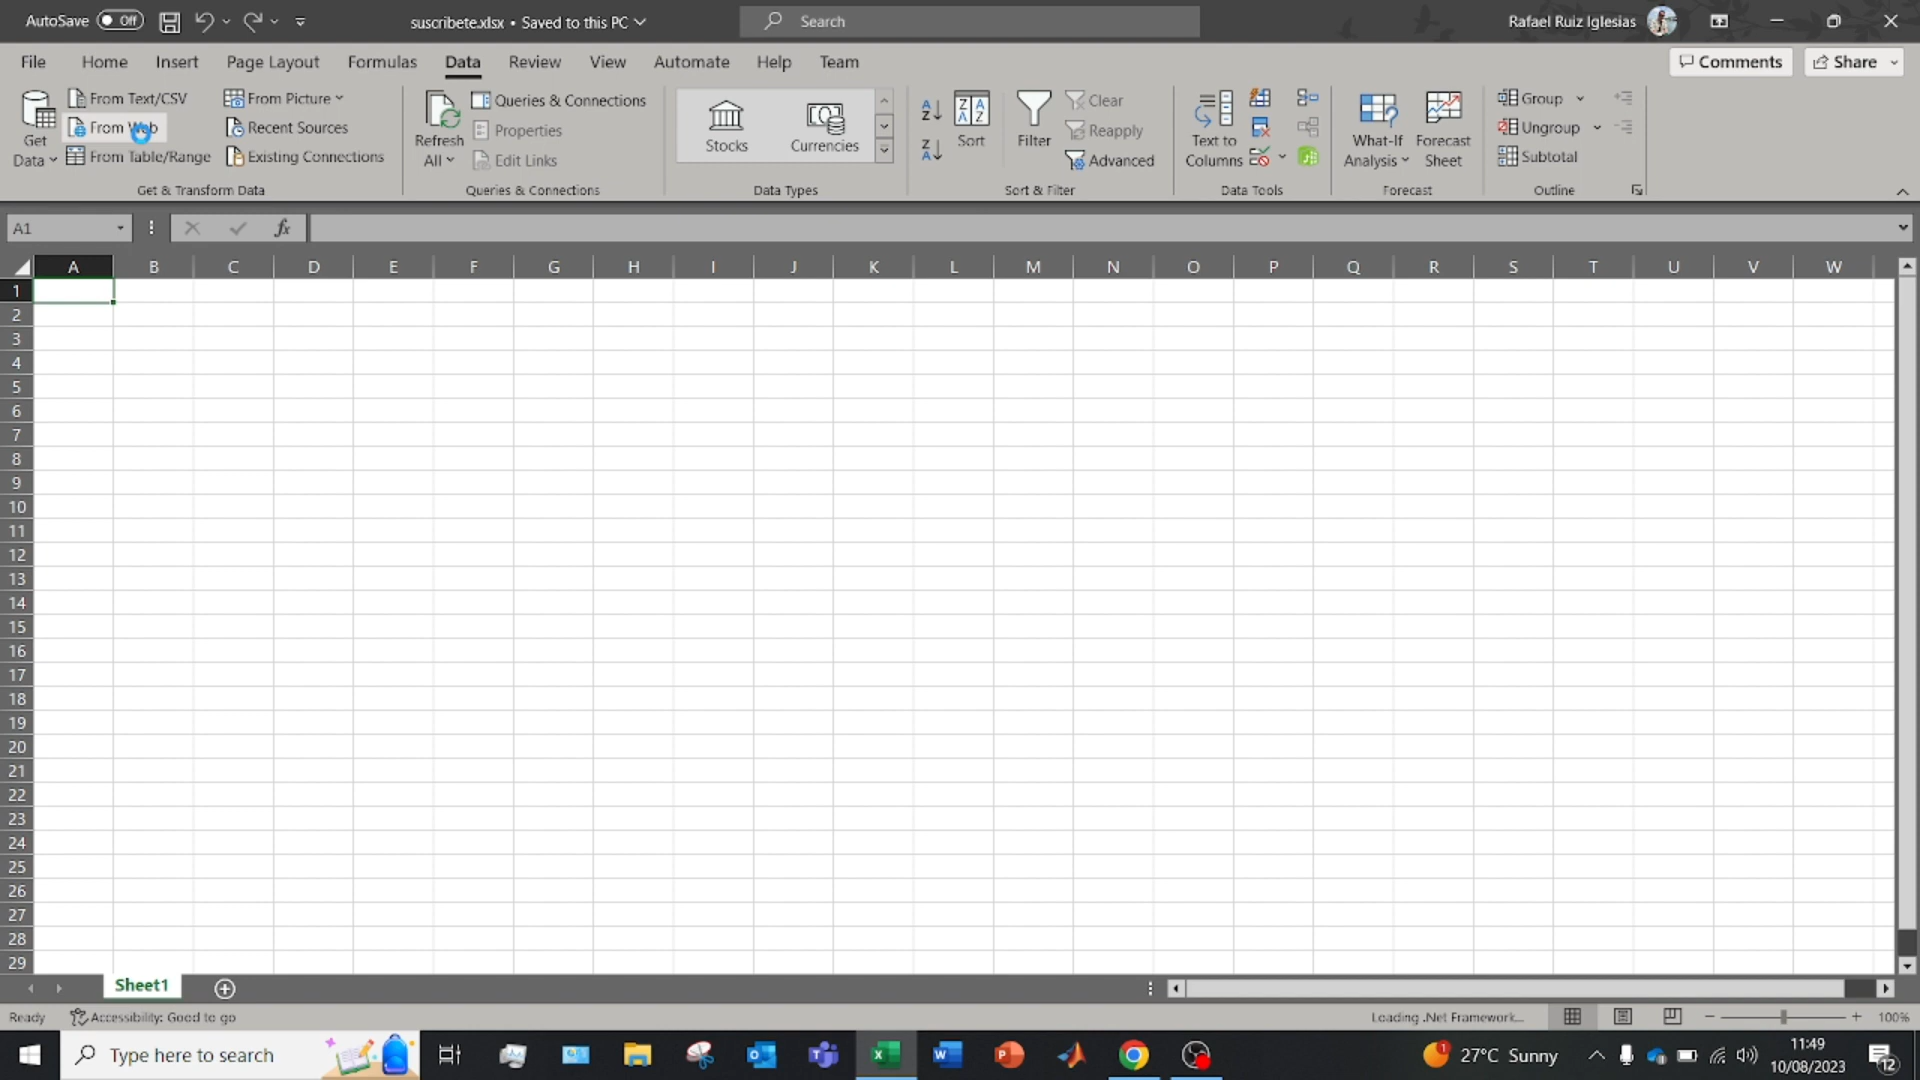 AutoSave Off suscribete.xlsx • Saved to this PC Search Rafael Ruiz Iglesias
File Home Insert Page Layout Formulas Data Review View Automate Help Team Comments Share
Get Data
From Text/CSV
From Web
From Table/Range
From Picture
Recent Sources
Existing Connections
Get & Transform Data
Refresh All
Queries & Connections
Properties
Edit Links
Queries & Connections
Stocks Currencies
Data Types
Sort
Filter
Clear
Reapply
Advanced
Sort & Filter
Text to Columns
Data Tools
What-If Analysis
Forecast Sheet
Forecast
Group
Ungroup
Subtotal
Outline
A1 fx
A B C D E F G H I J K L M N O P Q R S T U V W
1
2
3
4
5
6
7
8
9
10
11
12
13
14
15
16
17
18
19
20
21
22
23
24
25
26
27
28
29
Sheet1
Ready Accessibility: Good to go Loading .Net Framework... 100%
Type here to search 27°C Sunny 11:49
10/08/2023 12